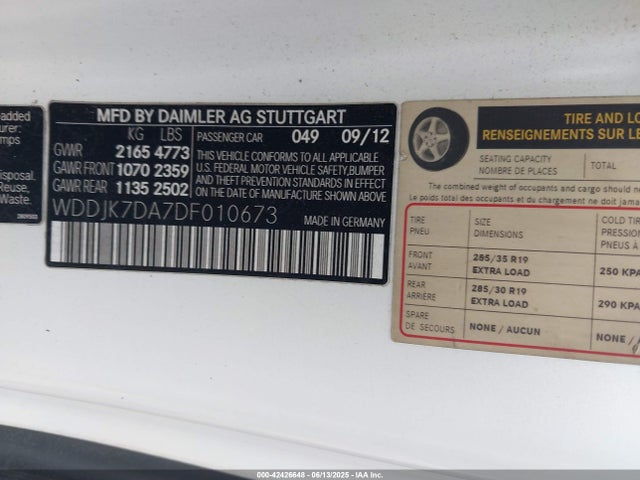 added
urer:
mps
isposal.
Reuse,
Waste.
MFD BY DAIMLER AG STUTTGART
KG LBS
GVWR 2165 4773
GAWR FRONT 1070 2359
GAWR REAR 1135 2502
PASSENGER CAR 049 09/12
THIS VEHICLE CONFORMS TO ALL APPLICABLE
U.S. FEDERAL MOTOR VEHICLE SAFETY,BUMPER
AND THEFT PREVENTION STANDARDS IN EFFECT
ON THE DATE OF MANUFACTURE SHOWN ABOVE
WDDJK7DA7DF010673
MADE IN GERMANY
TIRE AND LO
RENSEIGNEMENTS SUR LE
SEATING CAPACITY
NOMBRE DE PLACES
TOTAL
The combined weight of occupants and cargo should ne
Le poids total des occupants et du chargement ne doit jamai
TIRE
PNEU
SIZE
DIMENSIONS
COLD TI
PRESSION
PNEUS À
FRONT
AVANT
285/35 R19
EXTRA LOAD
250 KPA
REAR
ARRIÈRE
285/30 R19
EXTRA LOAD
290 KPA
SPARE
DE SECOURS
NONE / AUCUN
NONE /
000-42426648 - 06/13/2025 - IAA, Inc.